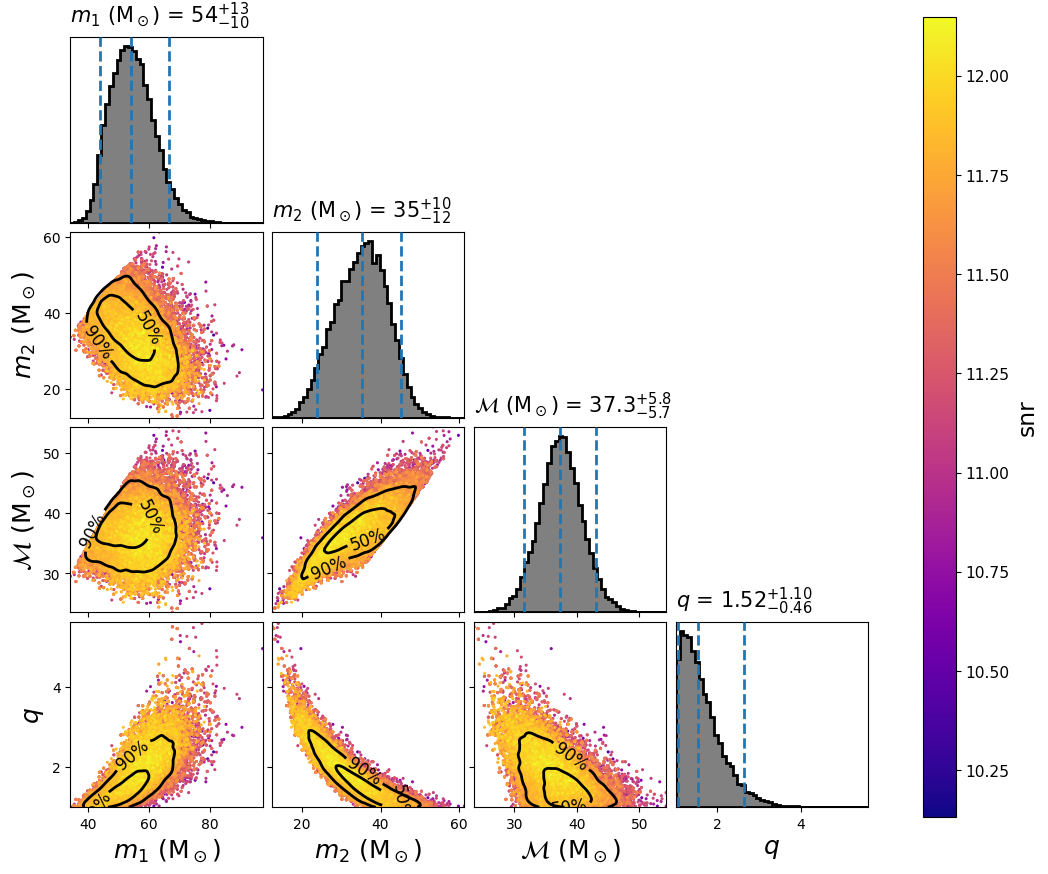 m₁ (M⊙) = 54⁺¹³₋₁₀
m₂ (M⊙) = 35⁺¹⁰₋₁₂
ℳ (M⊙) = 37.3⁺⁵·⁸₋₅.₇
q = 1.52⁺¹·¹⁰₋₀.₄₆
60
40
20
m₂ (M⊙)
50%
90%
50
40
30
ℳ (M⊙)
90%
50%
50%
90%
4
2
q
90%
90%
90%
40 60 80
20 40 60
30 40 50
2 4
m₁ (M⊙)
m₂ (M⊙)
ℳ (M⊙)
q
12.00
11.75
11.50
11.25
11.00
10.75
10.50
10.25
snr